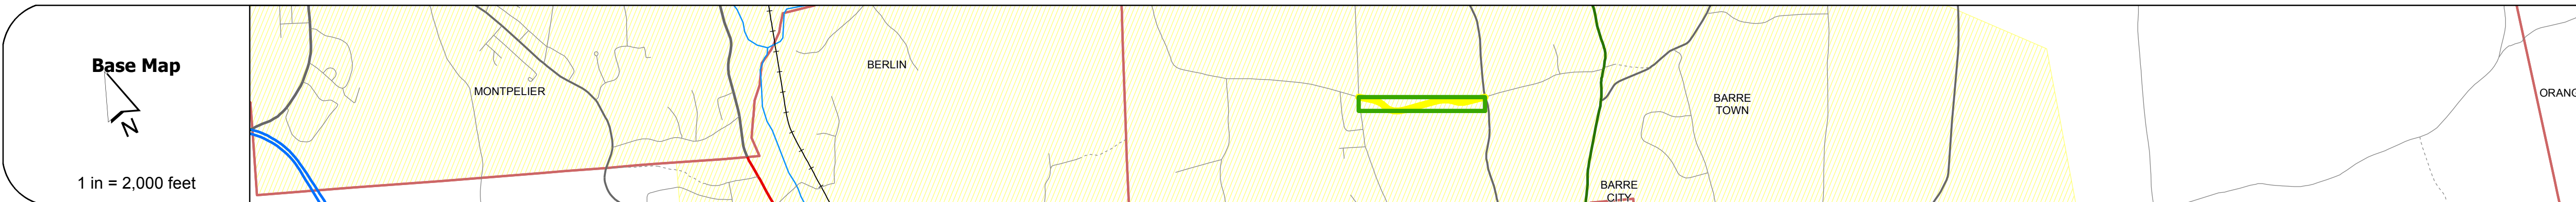 Base Map
N
1 in = 2,000 feet
MONTPELIER
BERLIN
BARRE
TOWN
BARRE
CITY
ORANG